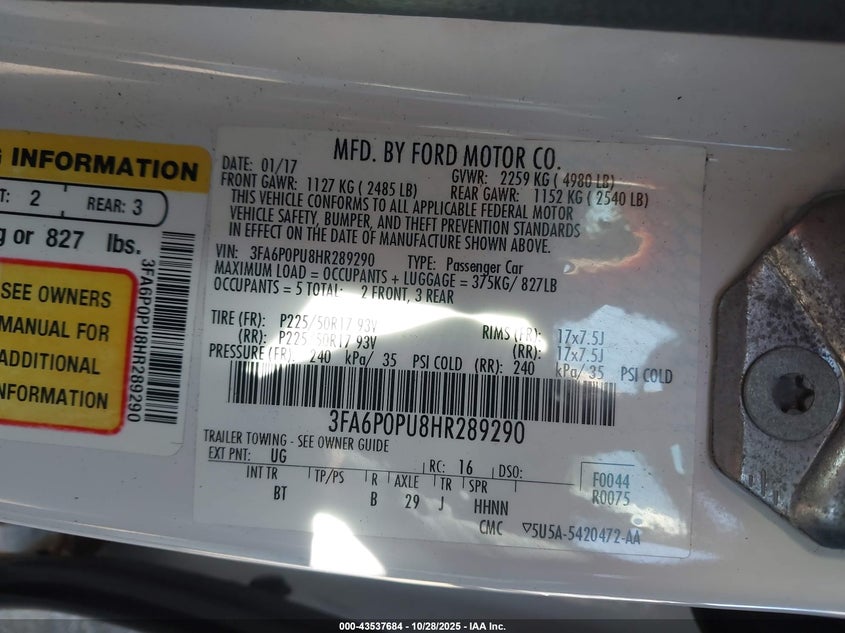 G INFORMATION
T: 2 REAR: 3
g or 827 lbs.
SEE OWNERS
MANUAL FOR
ADDITIONAL
INFORMATION
3FA6P0PU8HR289290
MFD. BY FORD MOTOR CO.
DATE: 01/17 GVWR: 2259 KG ( 4980 LB)
FRONT GAWR: 1127 KG ( 2485 LB) REAR GAWR: 1152 KG ( 2540 LB)
THIS VEHICLE CONFORMS TO ALL APPLICABLE FEDERAL MOTOR
VEHICLE SAFETY, BUMPER, AND THEFT PREVENTION STANDARDS
IN EFFECT ON THE DATE OF MANUFACTURE SHOWN ABOVE.
VIN: 3FA6P0PU8HR289290 TYPE: Passenger Car
MAXIMUM LOAD = OCCUPANTS + LUGGAGE = 375KG/ 827LB
OCCUPANTS = 5 TOTAL: 2 FRONT, 3 REAR
TIRE (FR): P225/50R17 93V RIMS (FR): 17x7.5J
(RR): P225/50R17 93V (RR): 17x7.5J
PRESSURE (FR): 240 kPa/ 35 PSI COLD (RR): 240 kPa/ 35 PSI COLD
3FA6P0PU8HR289290
TRAILER TOWING - SEE OWNER GUIDE
EXT PNT: UG RC: 16 DSO: F0044
INT TR TP/PS R AXLE TR SPR R0075
BT B 29 J HHNN
CMC ▽5U5A-5420472-AA
000-43537684 | 10/28/2025 - IAA Inc.